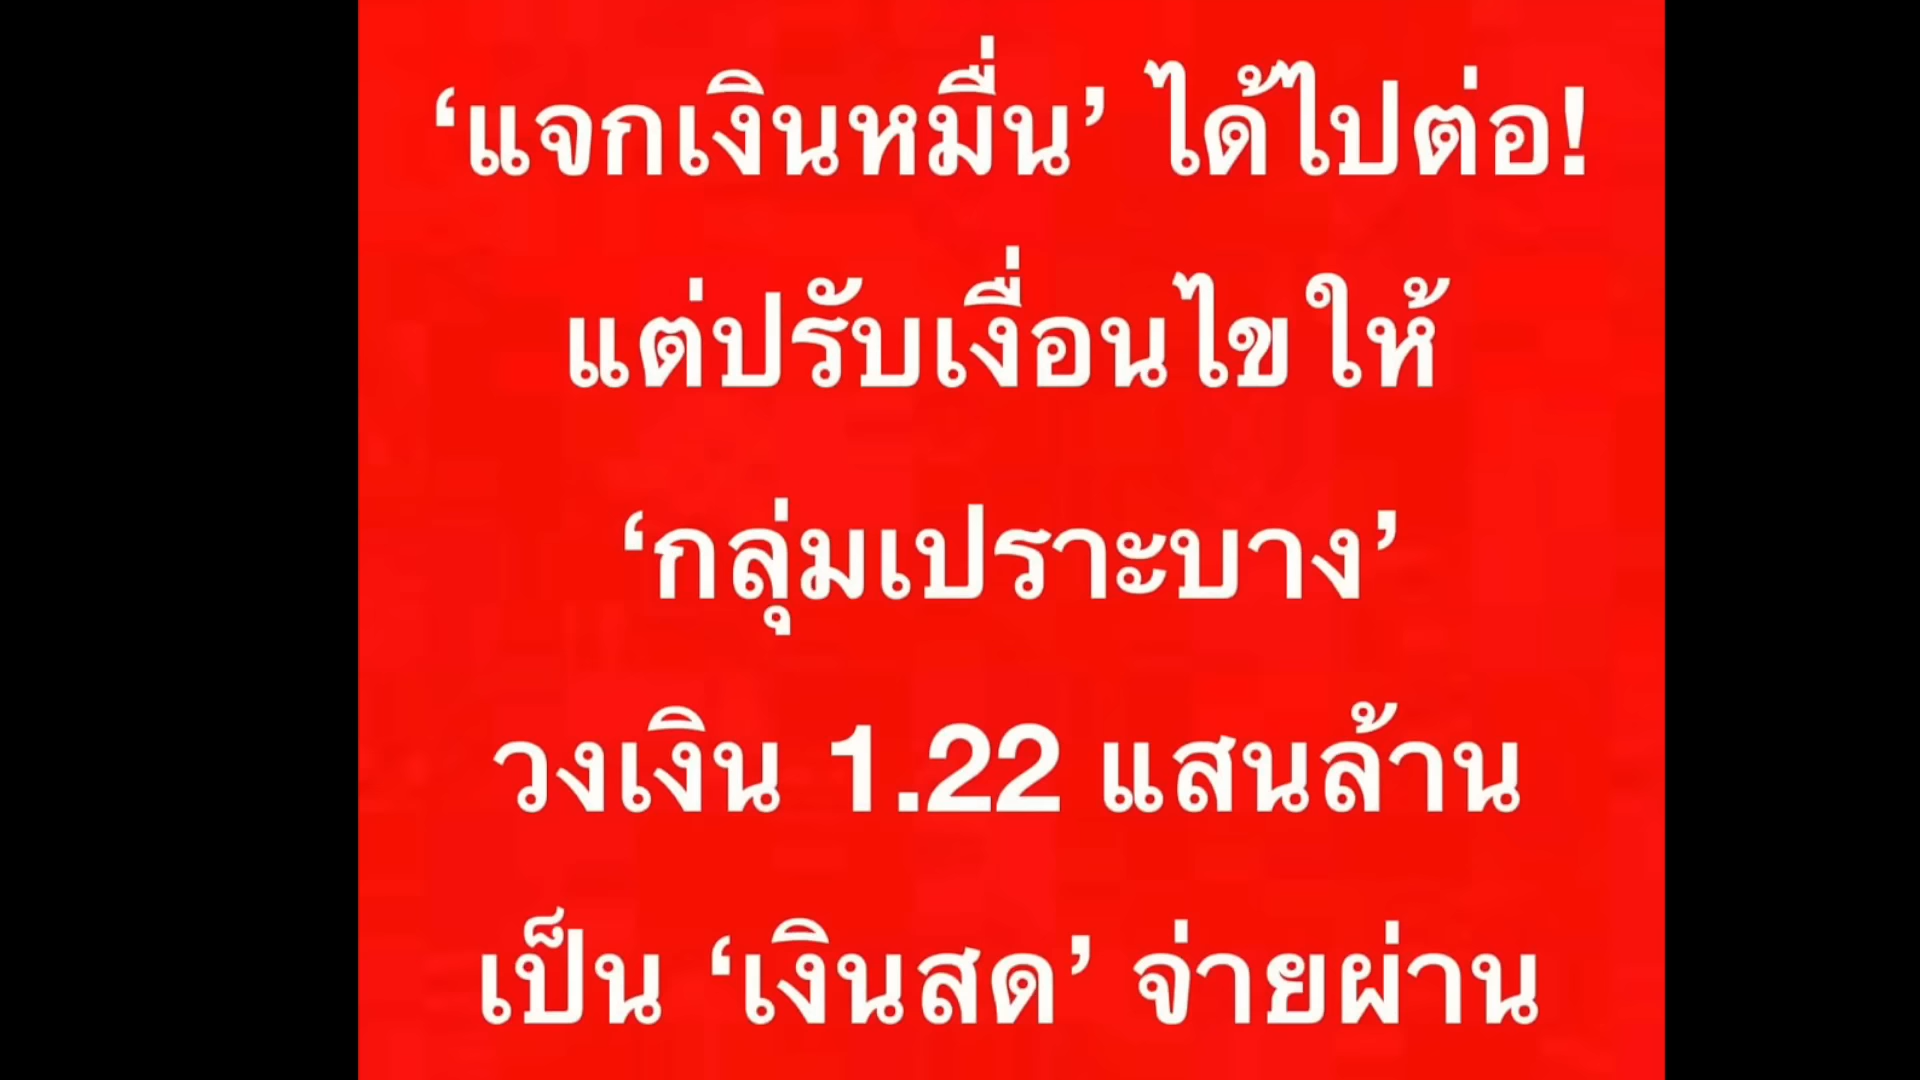 ‘แจกเงินหมื่น’ ได้ไปต่อ!
แต่ปรับเงื่อนไขให้
‘กลุ่มเปราะบาง’
วงเงิน 1.22 แสนล้าน
เป็น ‘เงินสด’ จ่ายผ่าน